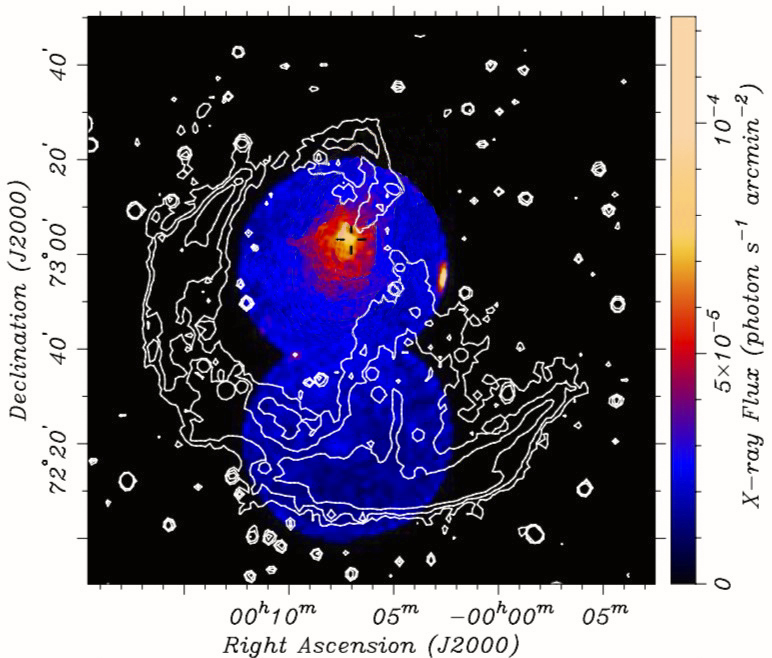 40'
20'
73°00'
40'
72°20'
Declination (J2000)
00ʰ10ᵐ 05ᵐ −00ʰ00ᵐ 05ᵐ
Right Ascension (J2000)
0
5×10⁻⁵
10⁻⁴
X-ray Flux (photon s⁻¹ arcmin⁻²)